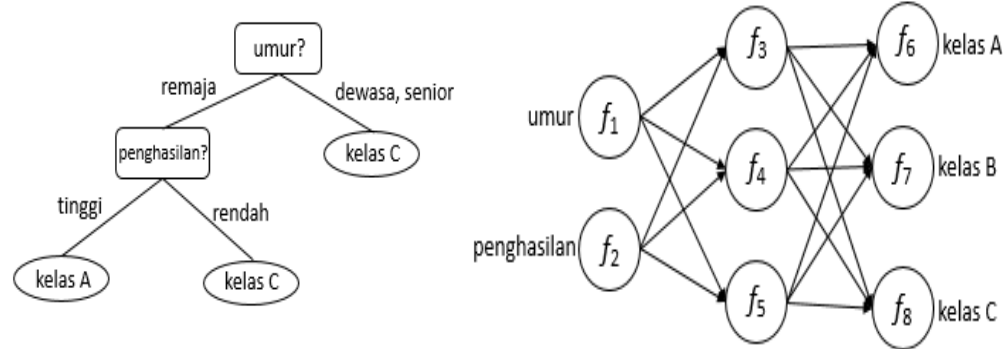 umur?
remaja
dewasa, senior
penghasilan?
kelas C
tinggi
rendah
kelas A
kelas C
umur
penghasilan
f1
f2
f3
f4
f5
f6
f7
f8
kelas A
kelas B
kelas C